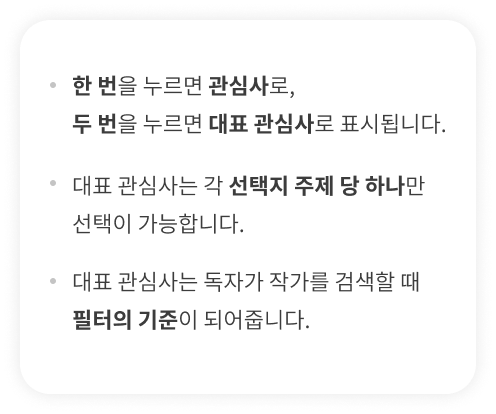 한 번을 누르면 관심사로,
두 번을 누르면 대표 관심사로 표시됩니다.
대표 관심사는 각 선택지 주제 당 하나만
선택이 가능합니다.
대표 관심사는 독자가 작가를 검색할 때
필터의 기준이 되어줍니다.